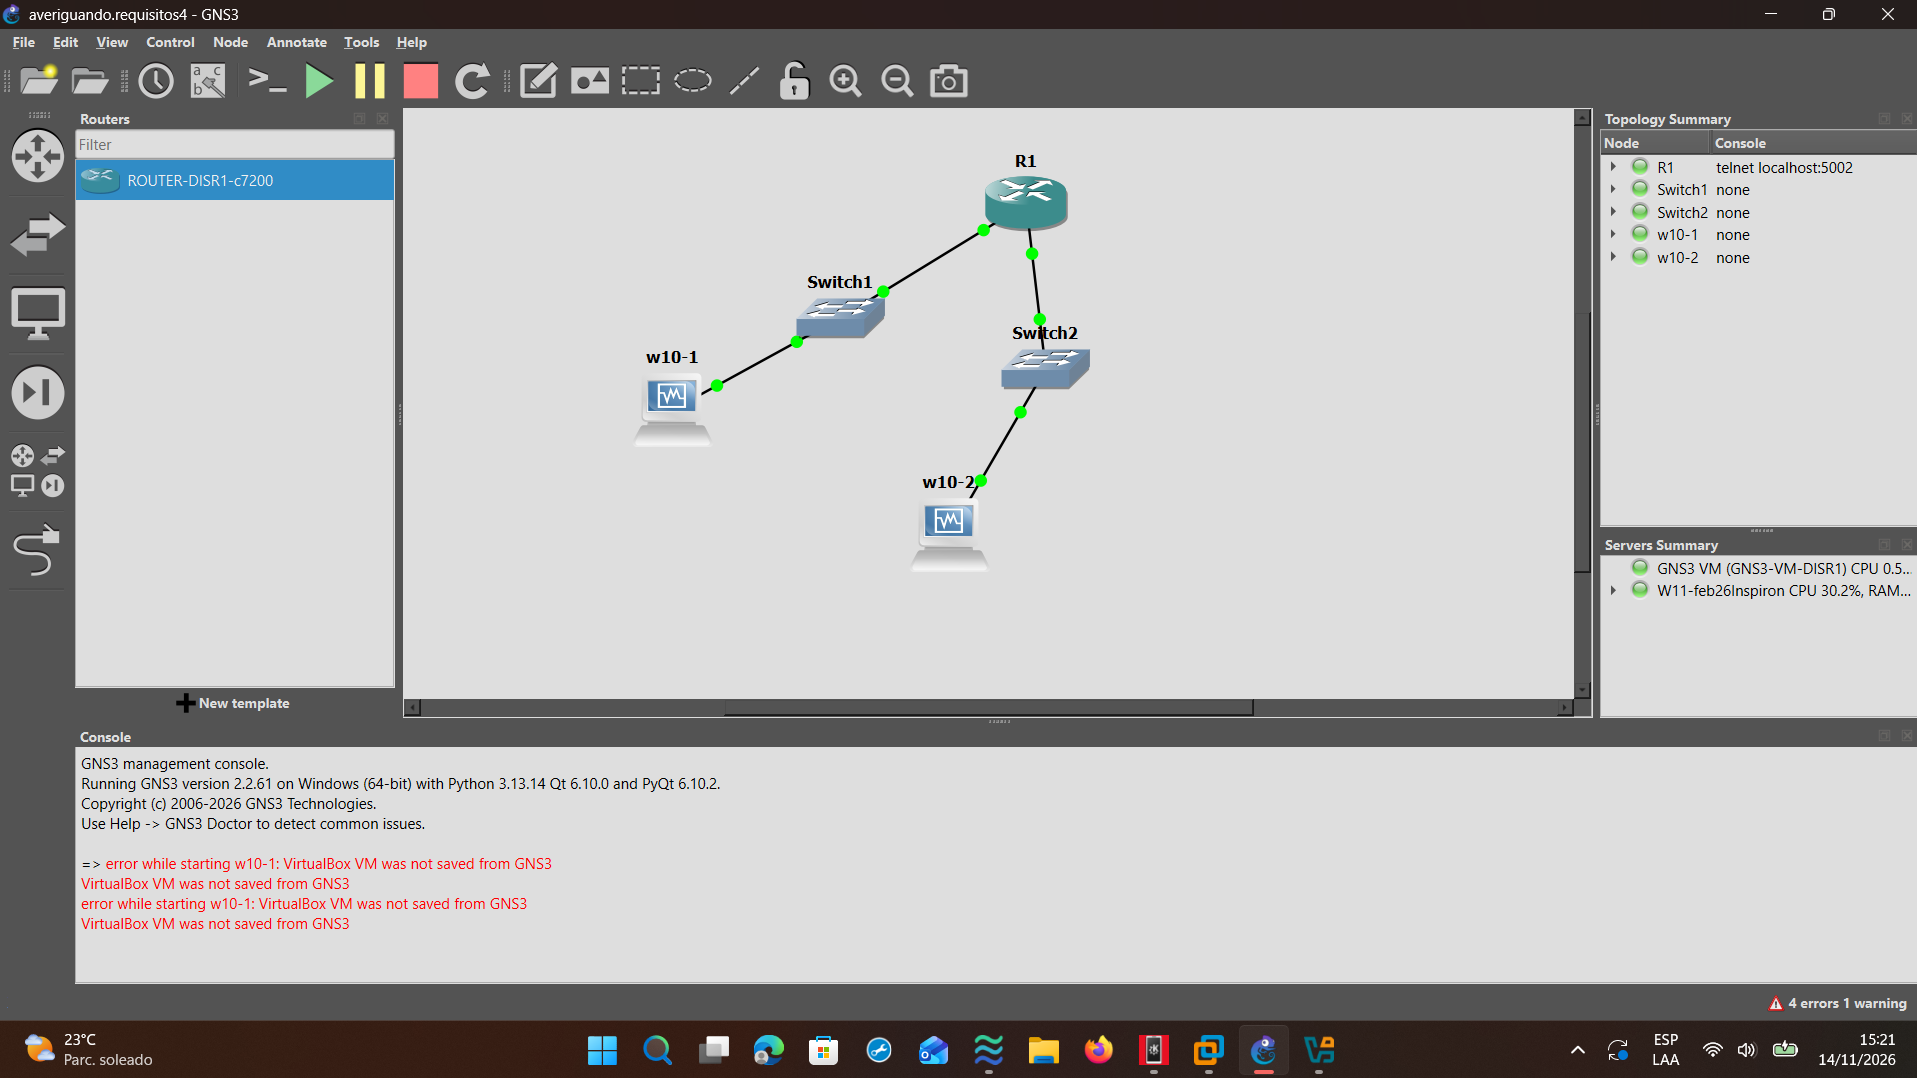 averiguando.requisitos4 - GNS3
File Edit View Control Node Annotate Tools Help
Routers
Filter
ROUTER-DISR1-c7200
New template
R1
Switch1
Switch2
w10-1
w10-2
Topology Summary
Node Console
R1 telnet localhost:5002
Switch1 none
Switch2 none
w10-1 none
w10-2 none
Servers Summary
GNS3 VM (GNS3-VM-DISR1) CPU 0.5...
W11-feb26Inspiron CPU 30.2%, RAM...
Console
GNS3 management console.
Running GNS3 version 2.2.61 on Windows (64-bit) with Python 3.13.14 Qt 6.10.0 and PyQt 6.10.2.
Copyright (c) 2006-2026 GNS3 Technologies.
Use Help -> GNS3 Doctor to detect common issues.
=> error while starting w10-1: VirtualBox VM was not saved from GNS3
VirtualBox VM was not saved from GNS3
error while starting w10-1: VirtualBox VM was not saved from GNS3
VirtualBox VM was not saved from GNS3
4 errors 1 warning
23°C
Parc. soleado
ESP
LAA
15:21
14/11/2026